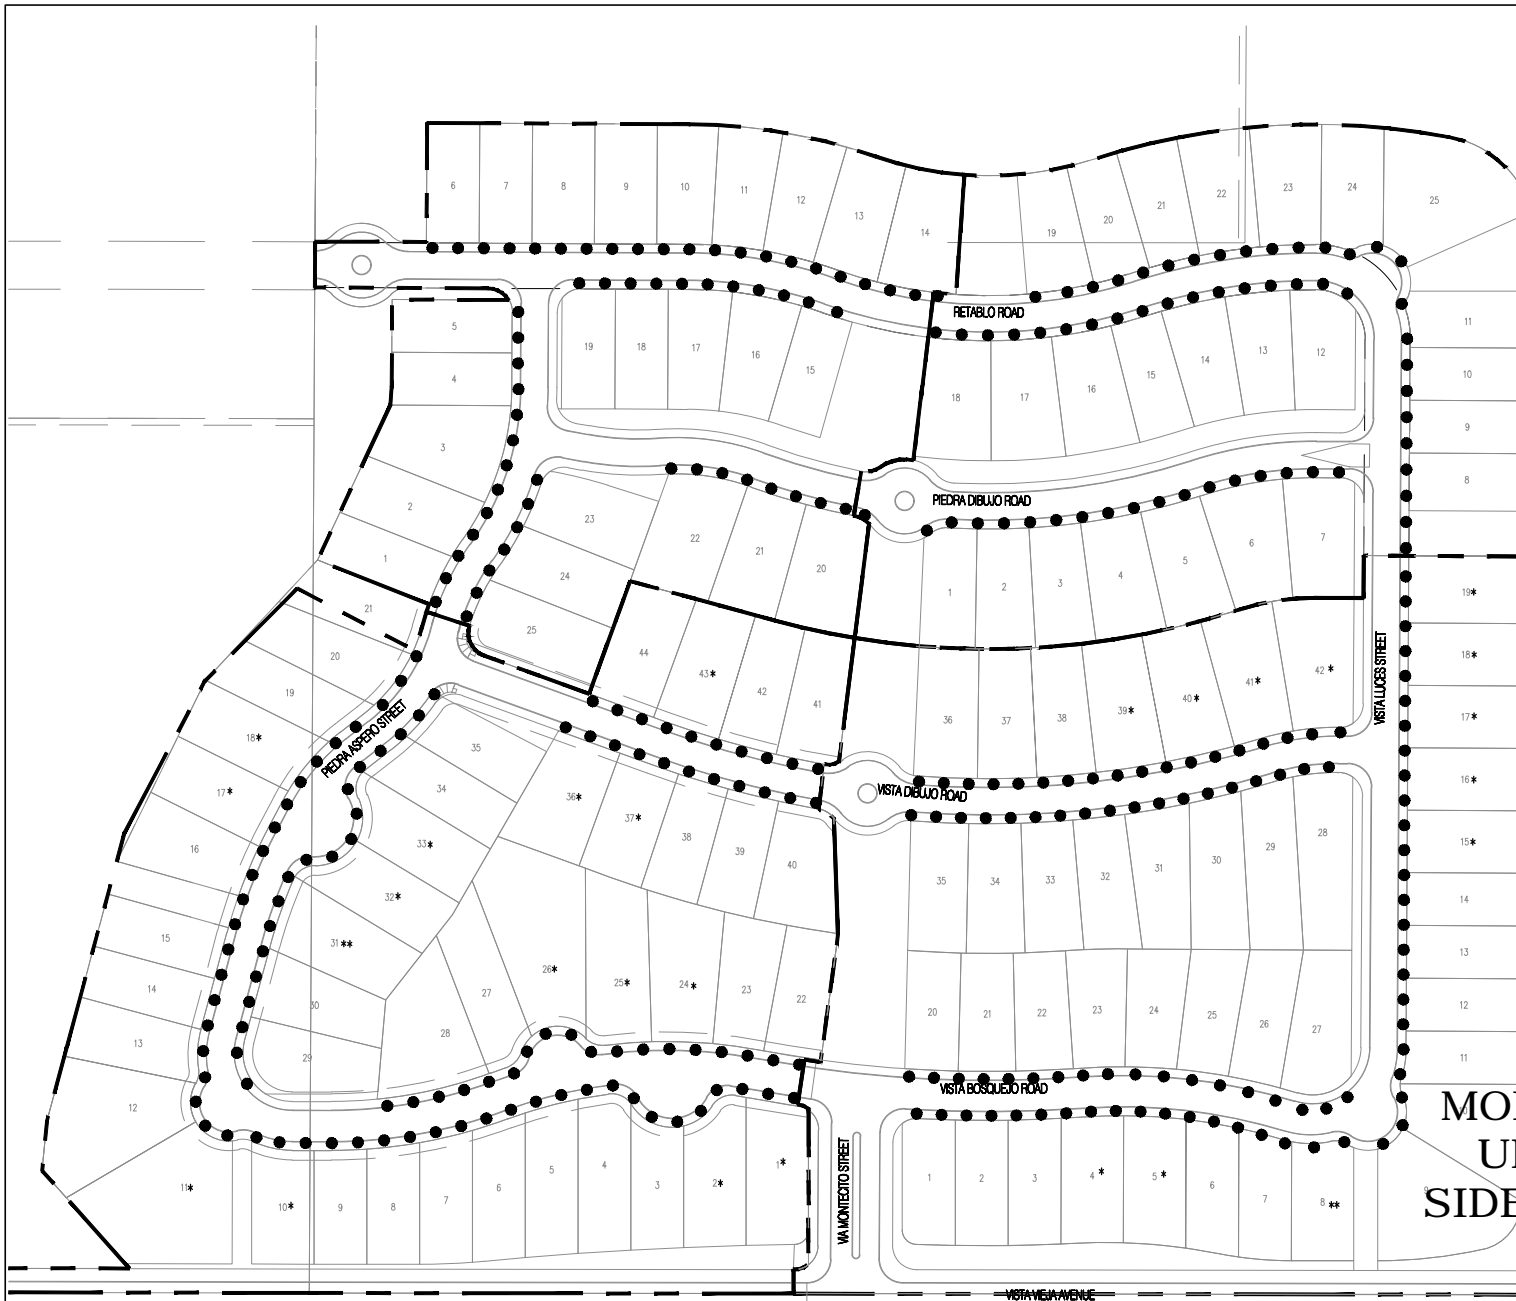 6 7 8 9 10 11 12 13 14
19 20 21 22 23 24 25
RETABLO ROAD
5
4
3
2
1
19 18 17 16 15
18 17 16 15 14 13 12
11
10
9
8
PIEDRA DIBUJO ROAD
23 22 21 20
24
25
1 2 3 4 5 6 7
21
20
19
18*
17*
16
15
14
13
12
11*
PIEDRA ASPERO STREET
44 43* 42 41
36 37 38 39* 40* 41* 42*
VISTA LUCES STREET
19*
18*
17*
16*
15*
14
13
12
11
VISTA DIBUJO ROAD
35
34
33*
32*
31**
30
29
28
27
36* 37* 38 39 40
26* 25* 24* 23 22
35 34 33 32 31 30 29 28
20 21 22 23 24 25 26 27
VISTA BOSQUEJO ROAD
10* 9 8 7 6 5 4 3 2* 1*
VIA MONTECITO STREET
1 2 3 4* 5* 6 7 8** 9
VISTA VIEJA AVENUE